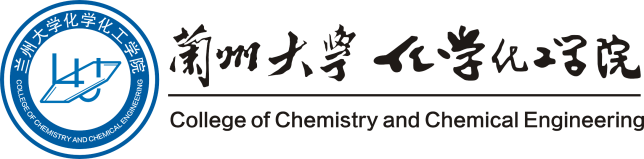 兰州大学化学化工学院
COLLEGE OF CHEMISTRY AND CHEMICAL ENGINEERING
LZU
蘭州大學 化学化工学院
College of Chemistry and Chemical Engineering